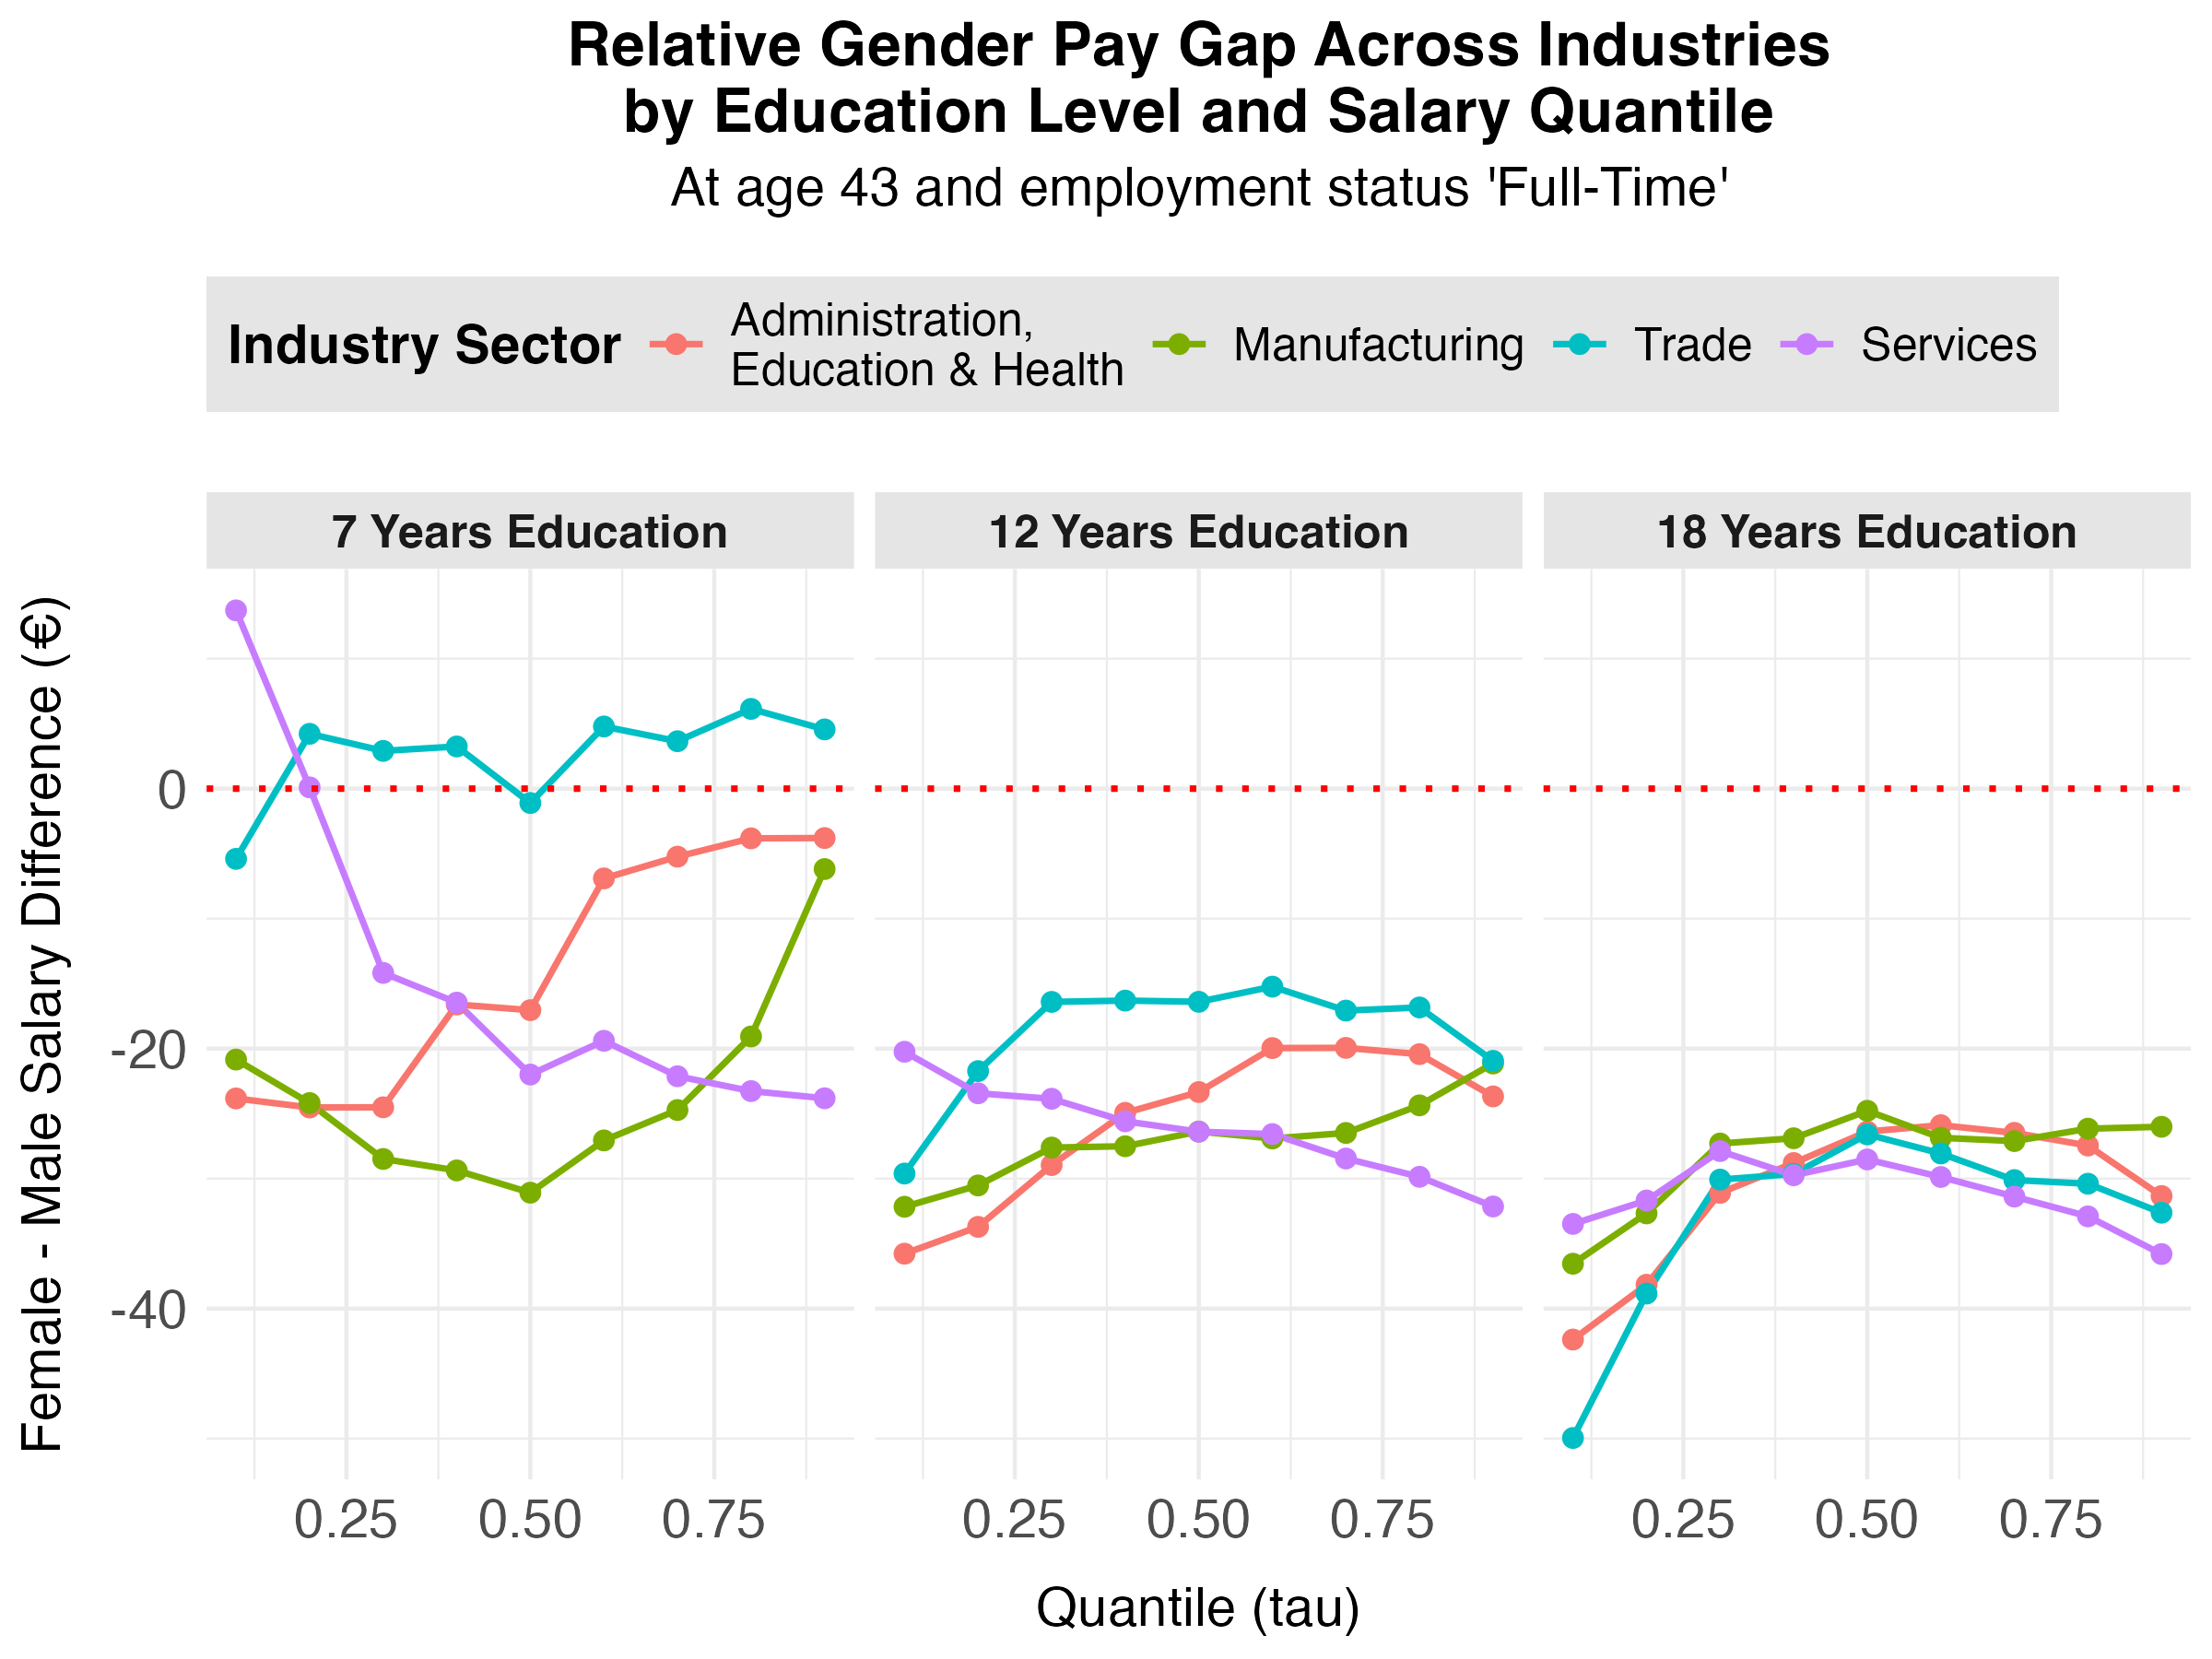 Relative Gender Pay Gap Across Industries
by Education Level and Salary Quantile
At age 43 and employment status 'Full-Time'
Industry Sector
Administration,
Education & Health
Manufacturing
Trade
Services
7 Years Education
12 Years Education
18 Years Education
Female - Male Salary Difference (€)
0
-20
-40
0.25 0.50 0.75
0.25 0.50 0.75
0.25 0.50 0.75
Quantile (tau)